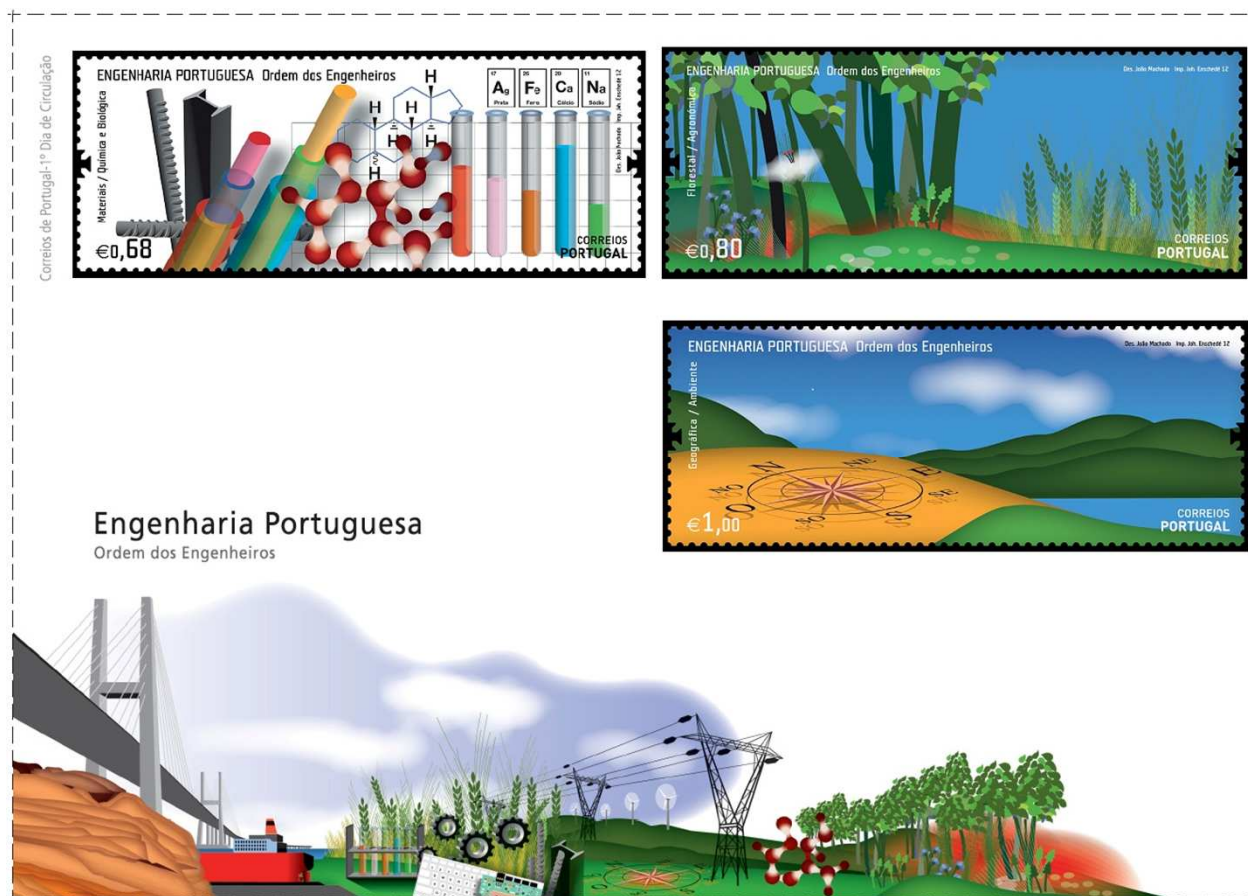 Correios de Portugal-1º Dia de Circulação
ENGENHARIA PORTUGUESA Ordem dos Engenheiros
Materiais / Química e Biológica
H
H
H
H
H
H
Ag
Prata
Fe
Ferro
20
Ca
Cálcio
11
Na
Sódio
Des. João Machado Imp. Joh. Enschedé 12
€0,68
CORREIOS
PORTUGAL
ENGENHARIA PORTUGUESA Ordem dos Engenheiros
Des. João Machado Imp. Joh. Enschedé 12
Florestal / Agronómica
€0,80
CORREIOS
PORTUGAL
ENGENHARIA PORTUGUESA Ordem dos Engenheiros
Des. João Machado Imp. Joh. Enschedé 12
Geográfica / Ambiente
N
NE
E
SE
S
SO
O
NO
€1,00
CORREIOS
PORTUGAL
Engenharia Portuguesa
Ordem dos Engenheiros